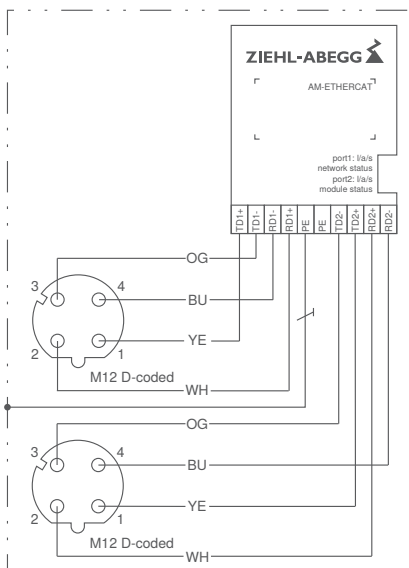 ZIEHL-ABEGG
AM-ETHERCAT
port1: l/a/s
network status
port2: l/a/s
module status
TD1+
TD1-
RD1-
RD1+
PE
PE
TD2-
TD2+
RD2+
RD2-
OG
3
4
BU
YE
2
1
M12 D-coded
WH
OG
3
4
BU
YE
2
1
M12 D-coded
WH